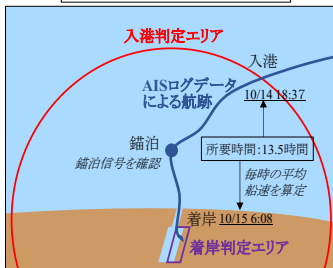 入港判定エリア
入港
AISログデータ
による航跡
10/14 18:37
錨泊
錨泊信号を確認
所要時間:13.5時間
毎時の平均
船速を算定
着岸 10/15 6:08
着岸判定エリア